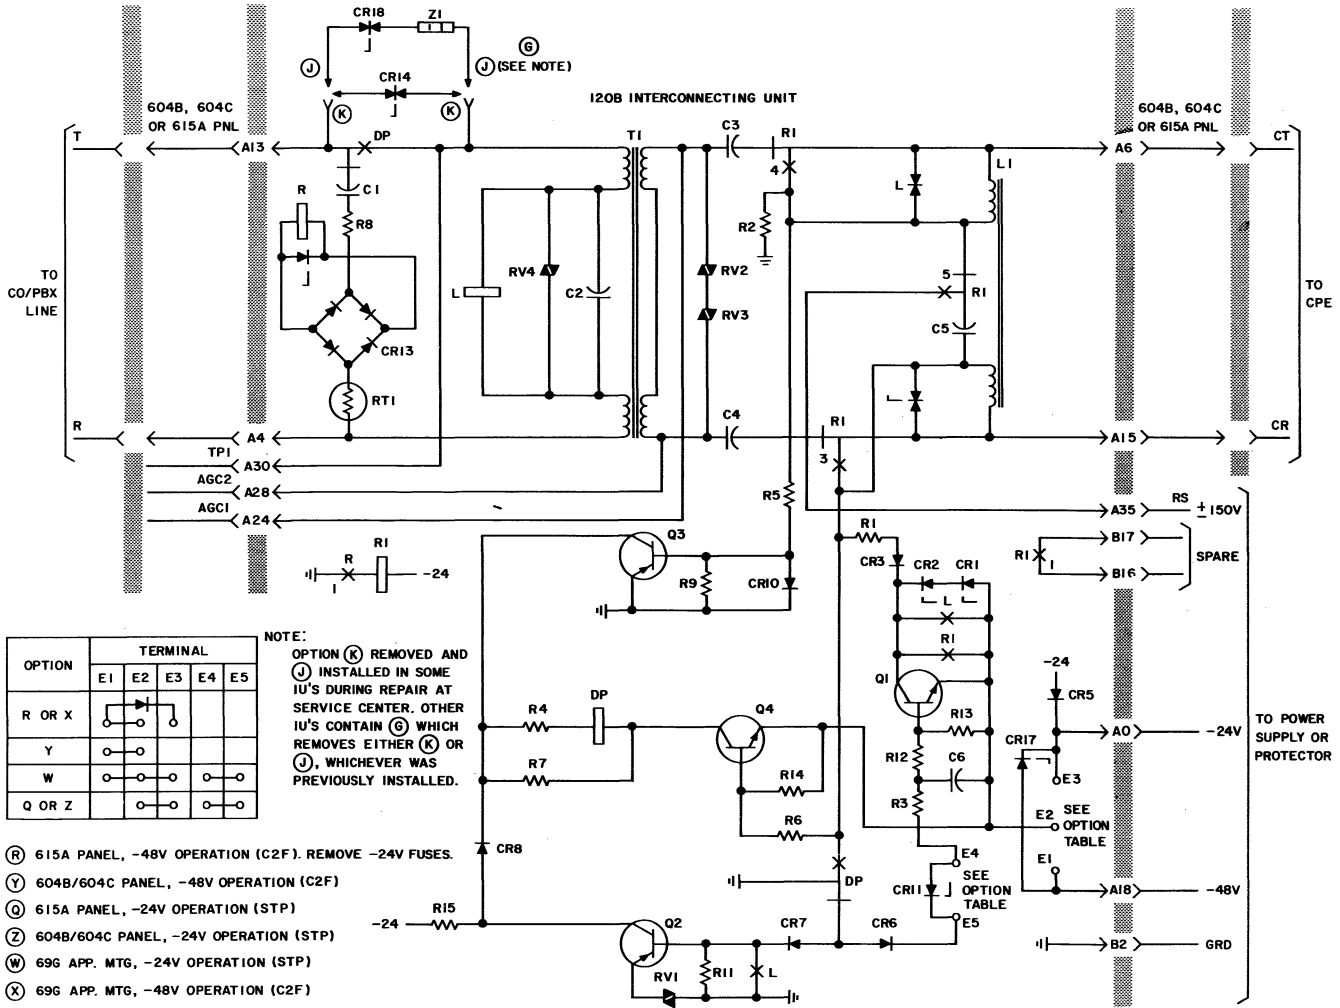 CR18
Z1
G
J
J (SEE NOTE)
CR14
K
K
120B INTERCONNECTING UNIT
604B, 604C
OR 615A PNL
604B, 604C
OR 615A PNL
T
A13
DP
T1
C3
R1
4
A6
CT
L1
R
C1
R8
L
R2
TO
CO/PBX
LINE
L
RV4
C2
RV2
RV3
5
R1
C5
TO
CPE
CR13
RT1
L
R
A4
C4
R1
3
A15
CR
TP1
A30
AGC2
A28
AGC1
A24
R5
A35
RS
±150V
R
1
R1
-24
Q3
R9
CR10
R1
CR3
CR2
CR1
L
R1
R1
1
B17
B16
SPARE
OPTION
TERMINAL
E1 E2 E3 E4 E5
R OR X
Y
W
Q OR Z
NOTE:
OPTION K REMOVED AND
J INSTALLED IN SOME
IU'S DURING REPAIR AT
SERVICE CENTER. OTHER
IU'S CONTAIN G WHICH
REMOVES EITHER K OR
J, WHICHEVER WAS
PREVIOUSLY INSTALLED.
R4
DP
R7
Q4
R14
R6
Q1
R13
R12
C6
R3
-24
CR5
CR17
A0
-24V
E3
E2
SEE
OPTION
TABLE
E1
A18
-48V
TO POWER
SUPPLY OR
PROTECTOR
CR8
DP
E4
CR11
SEE
OPTION
TABLE
E5
-24
R15
Q2
CR7
CR6
B2
GRD
RV1
R11
L
R 615A PANEL, -48V OPERATION (C2F). REMOVE -24V FUSES.
Y 604B/604C PANEL, -48V OPERATION (C2F)
Q 615A PANEL, -24V OPERATION (STP)
Z 604B/604C PANEL, -24V OPERATION (STP)
W 69G APP. MTG, -24V OPERATION (STP)
X 69G APP. MTG, -48V OPERATION (C2F)